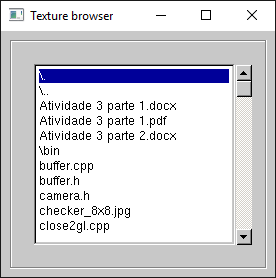 Texture browser
\.
\..
Atividade 3 parte 1.docx
Atividade 3 parte 1.pdf
Atividade 3 parte 2.docx
\bin
buffer.cpp
buffer.h
camera.h
checker_8x8.jpg
close2gl.cpp